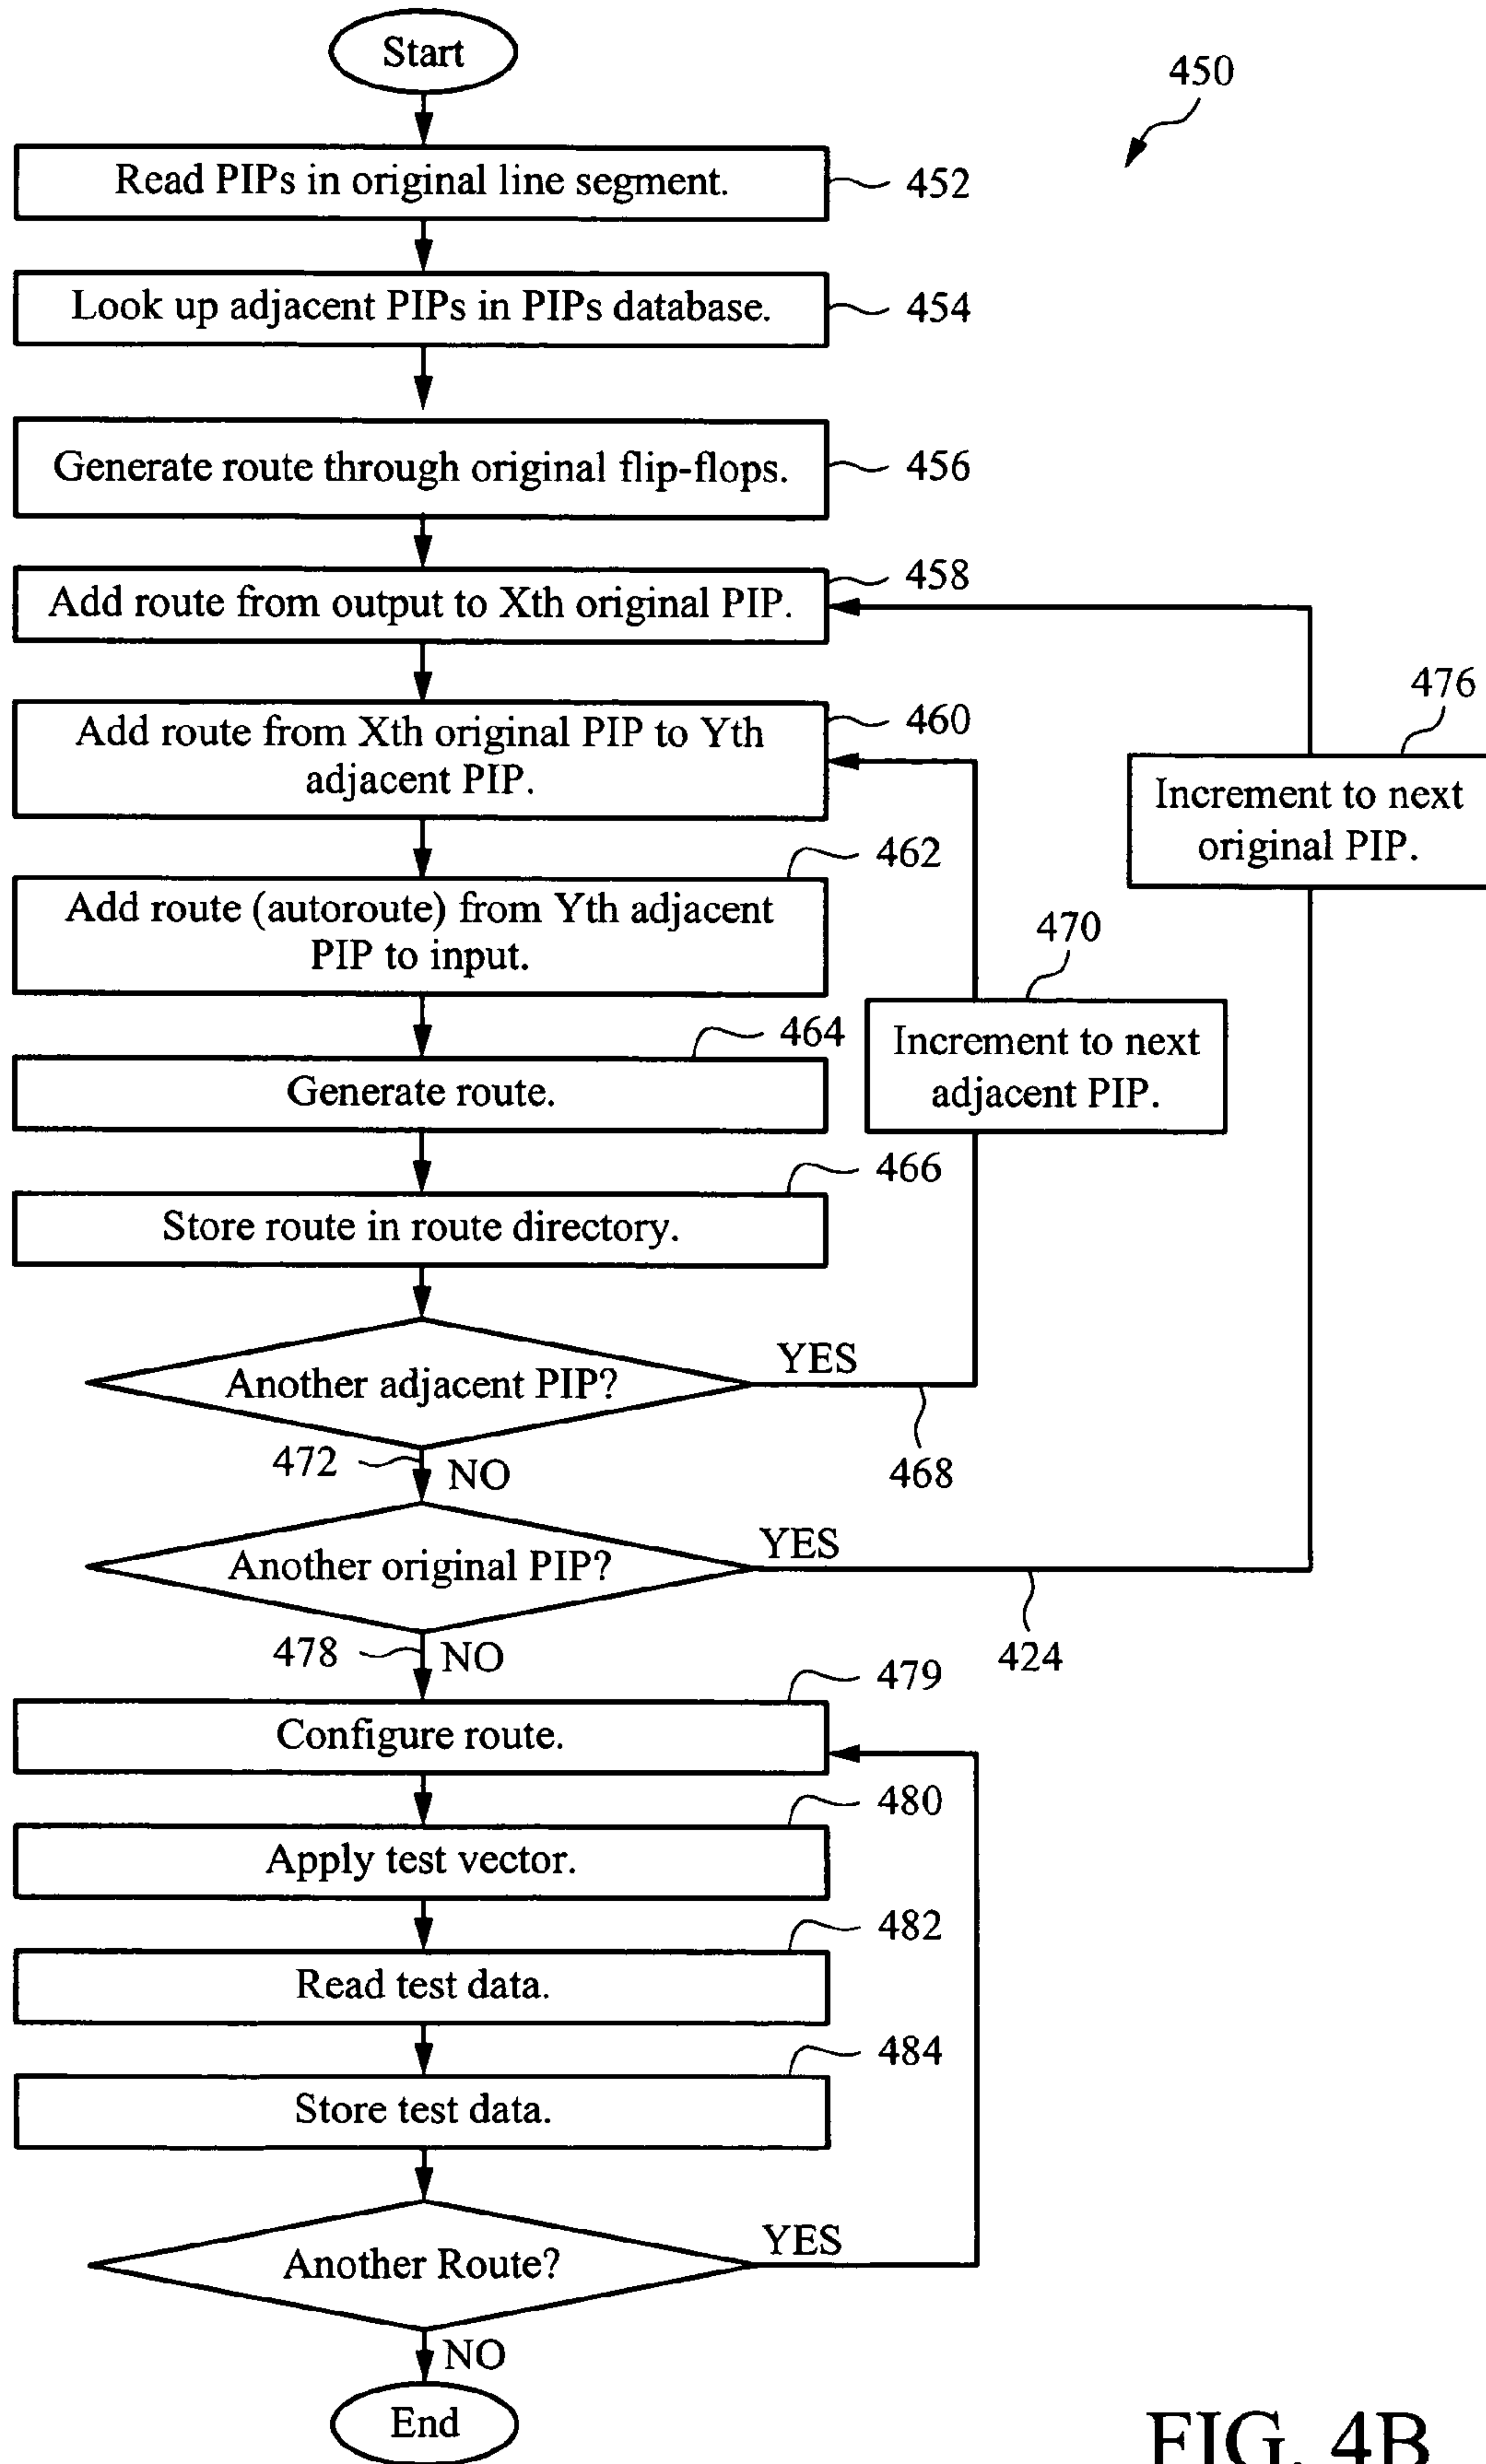 Start
450
Read PIPs in original line segment.
452
Look up adjacent PIPs in PIPs database.
454
Generate route through original flip-flops.
456
Add route from output to Xth original PIP.
458
Add route from Xth original PIP to Yth
adjacent PIP.
460
476
Increment to next
original PIP.
Add route (autoroute) from Yth adjacent
PIP to input.
462
470
Increment to next
adjacent PIP.
Generate route.
464
Store route in route directory.
466
Another adjacent PIP?
YES
468
472
NO
Another original PIP?
YES
424
478
NO
Configure route.
479
Apply test vector.
480
Read test data.
482
Store test data.
484
Another Route?
YES
NO
End
FIG. 4B